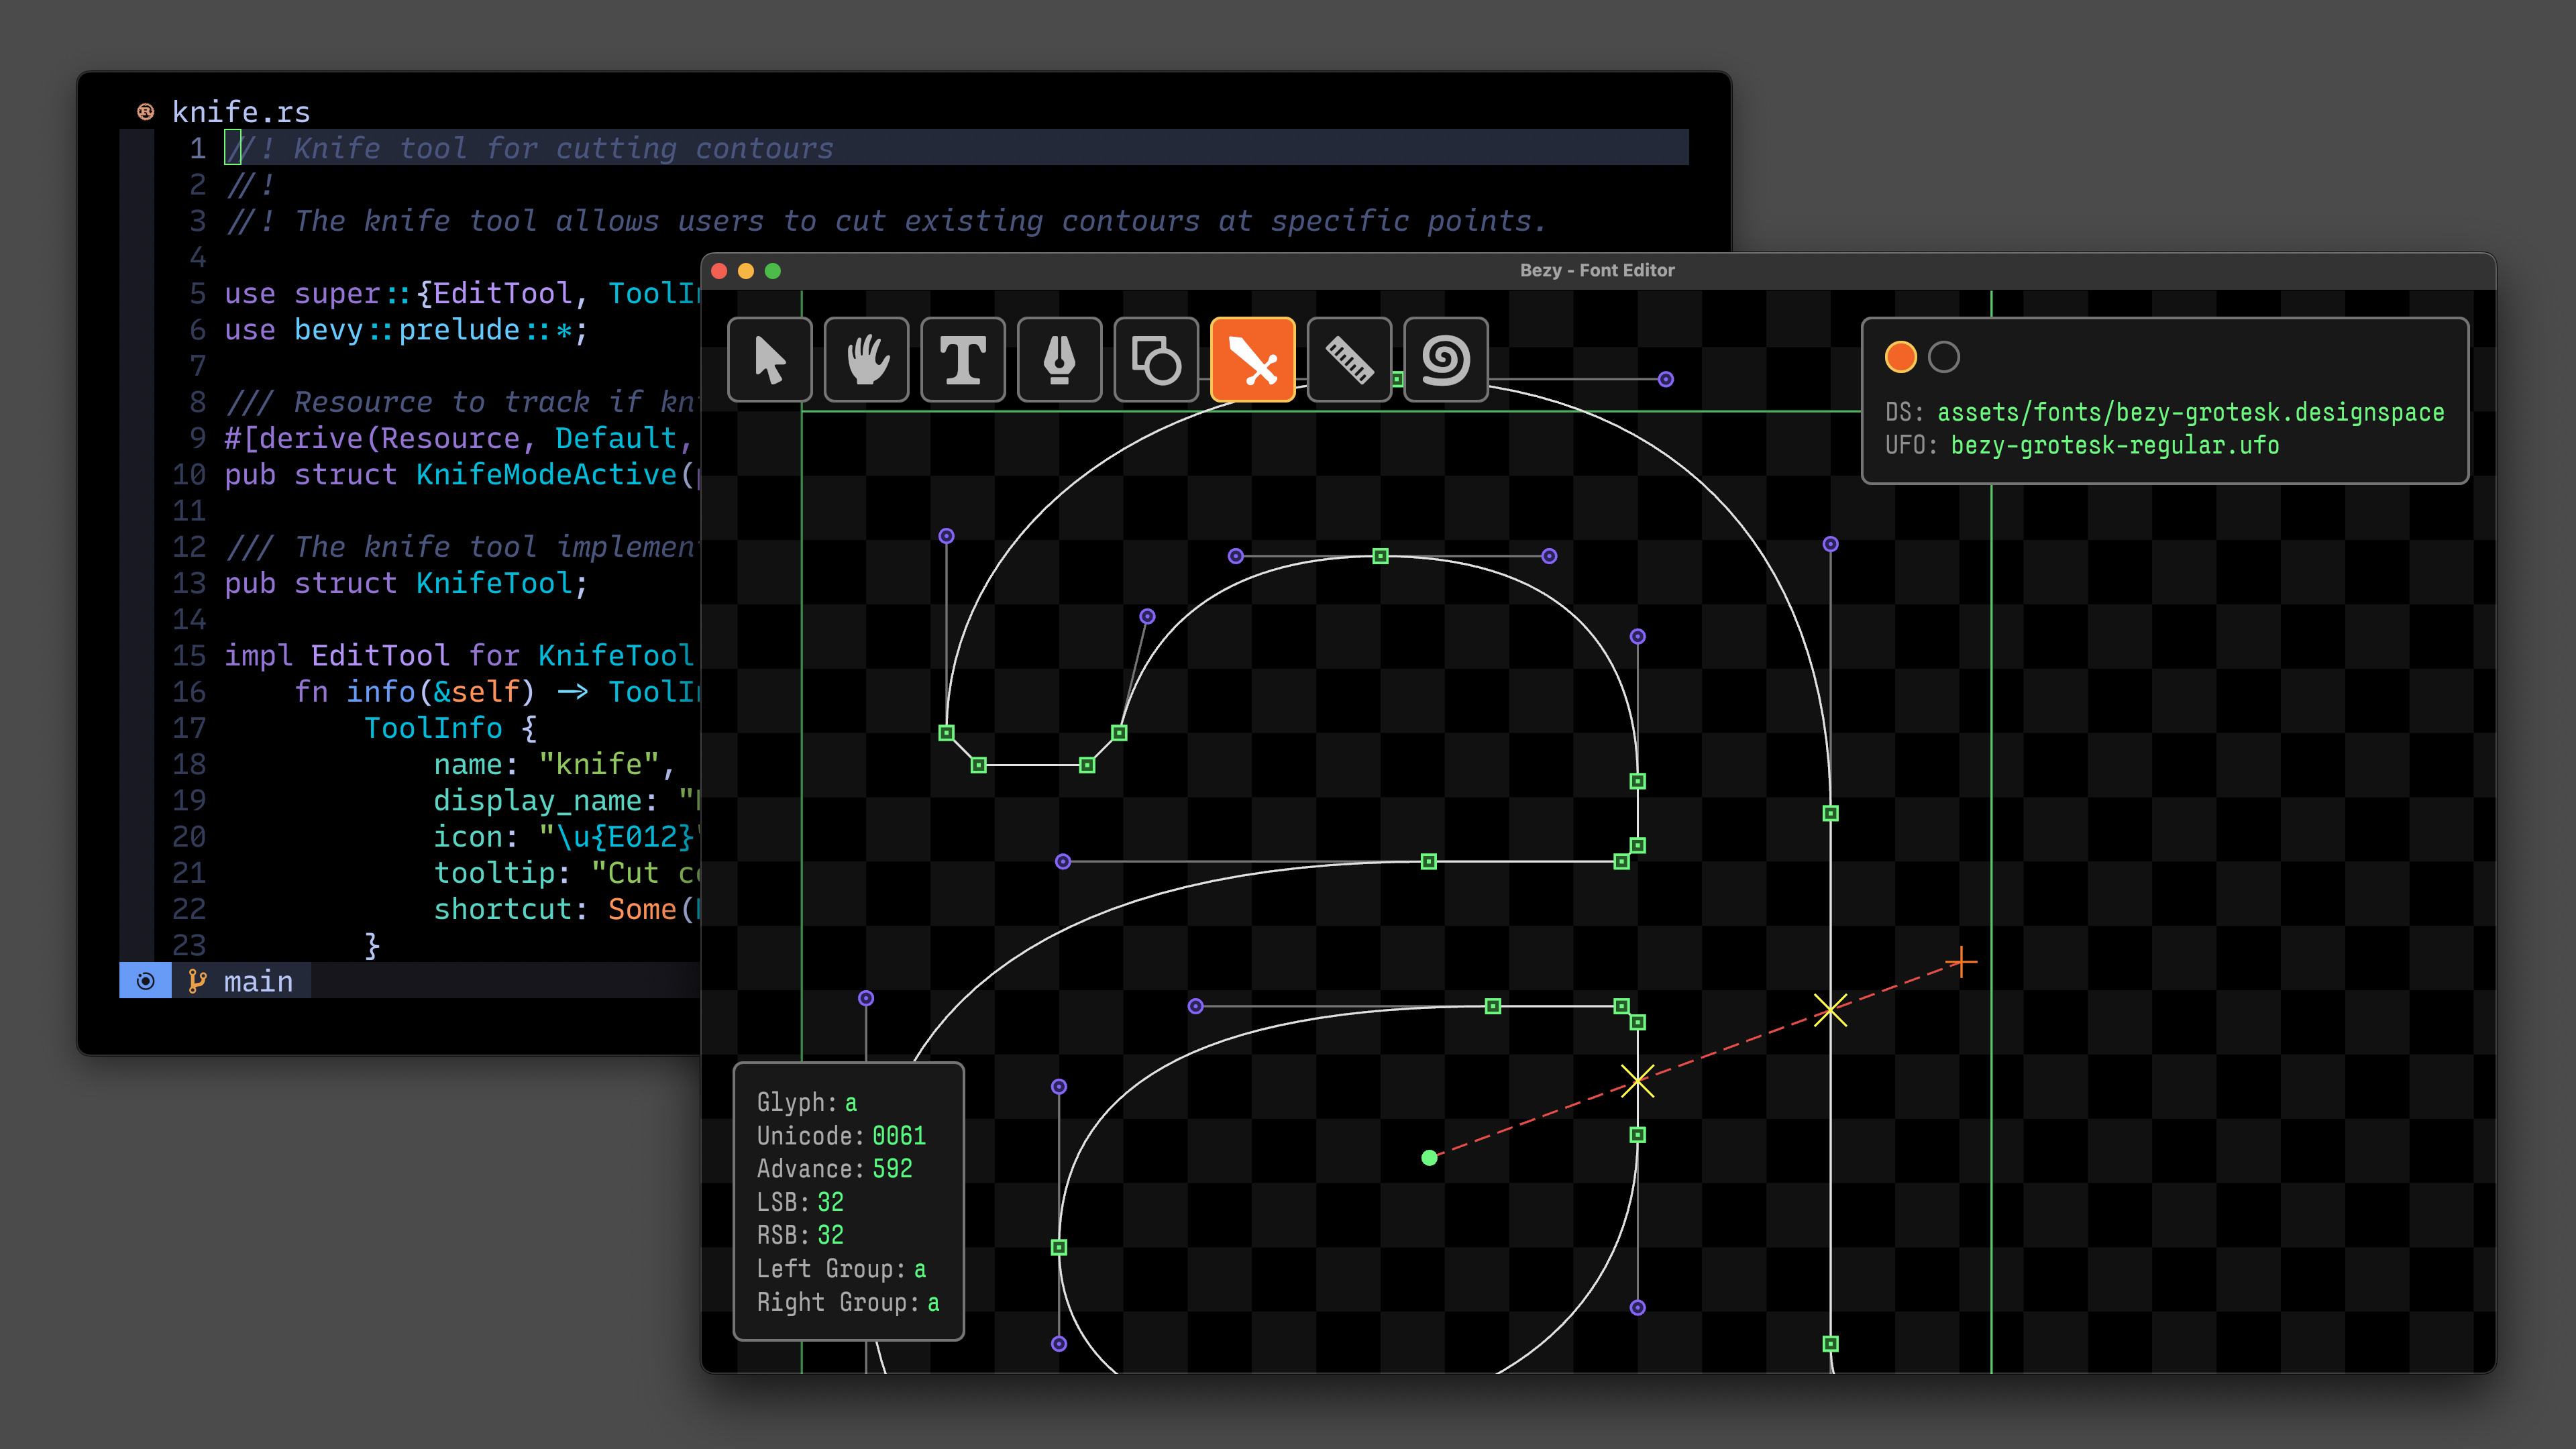 knife.rs
1 //! Knife tool for cutting contours
2 //!
3 //! The knife tool allows users to cut existing contours at specific points.
4
5 use super::{EditTool,
6 use bevy::prelude::*;
7
8 /// Resource to track if
9 #[derive(Resource, Default,
10 pub struct KnifeModeActive(
11
12 /// The knife tool
13 pub struct KnifeTool;
14
15 impl EditTool for KnifeTool
16 fn info(&self) ->
17 ToolInfo {
18 name: "knife",
19 display_name: "
20 icon: "\u{E012}
21 tooltip: "Cut
22 shortcut: Some(
23 }
main
Bezy - Font Editor
DS: assets/fonts/bezy-grotesk.designspace
UFO: bezy-grotesk-regular.ufo
Glyph: a
Unicode: 0061
Advance: 592
LSB: 32
RSB: 32
Left Group: a
Right Group: a